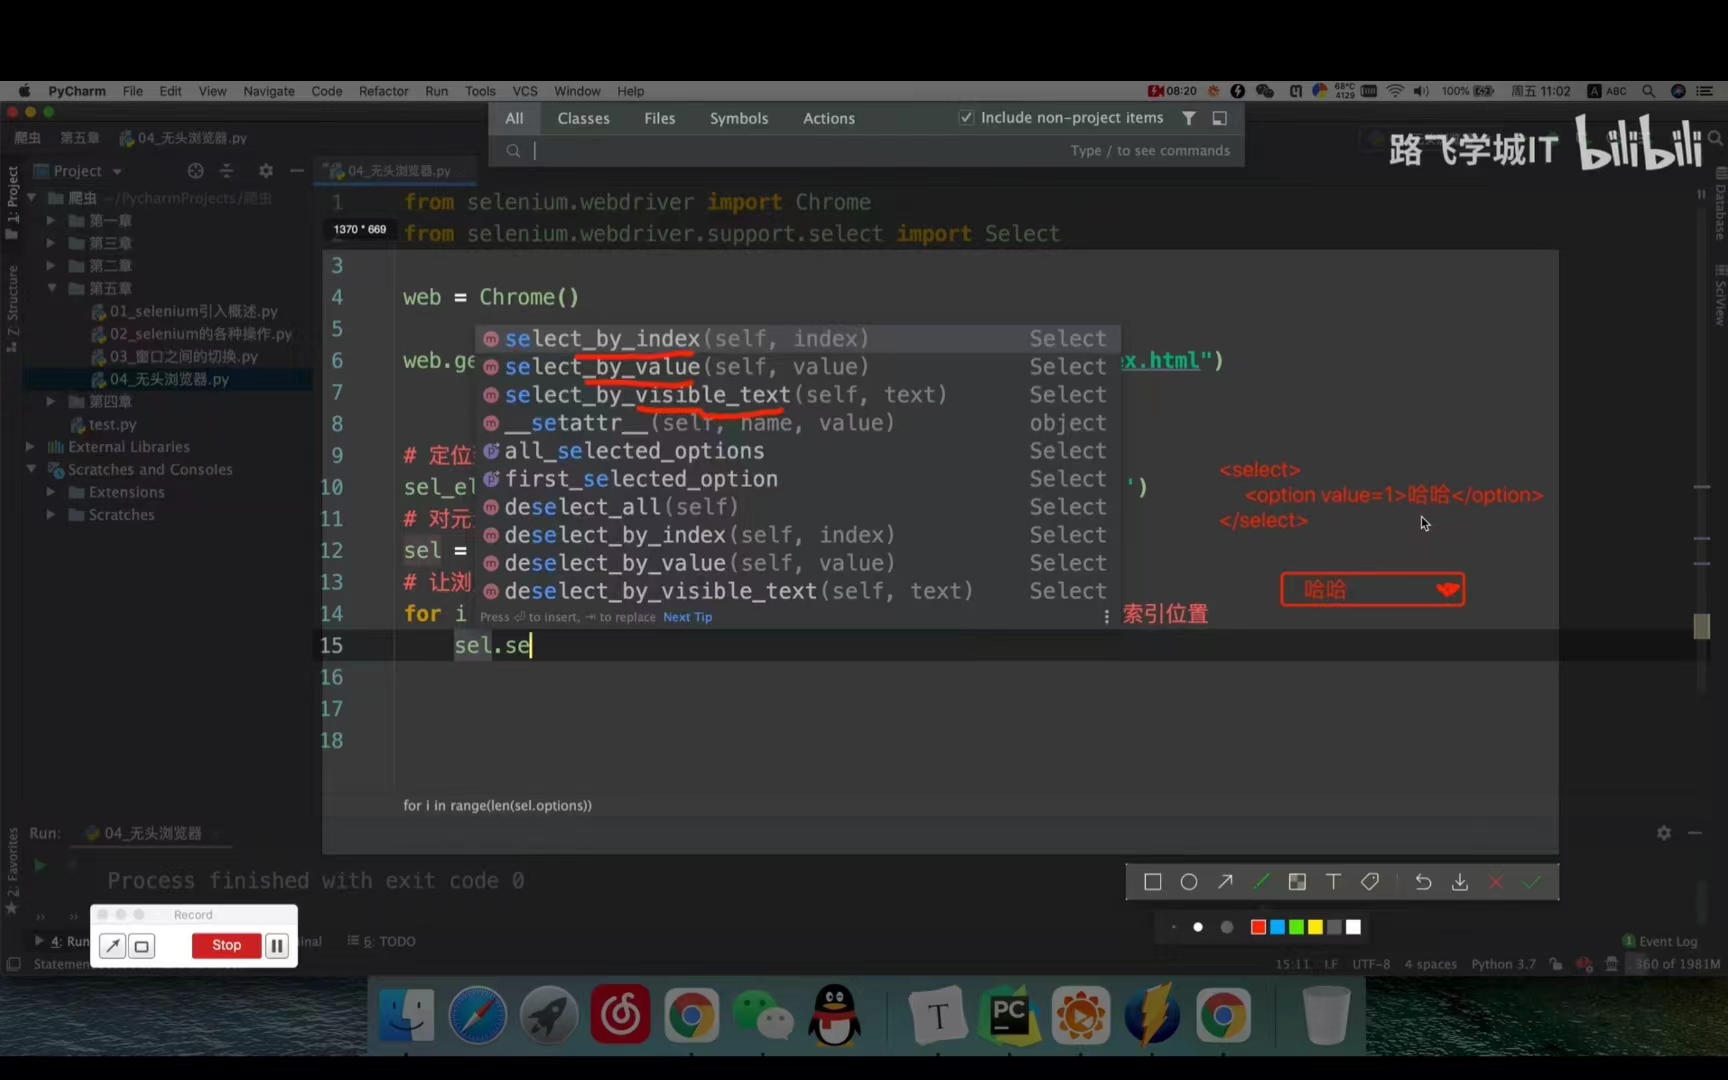 PyCharm File Edit View Navigate Code Refactor Run Tools VCS Window Help
08:20 68°C 4129 100% 周五 11:02 A ABC
爬虫 第五章 04_无头浏览器.py
All Classes Files Symbols Actions Include non-project items
Type / to see commands
路飞学城IT bilibili
1: Project
Z: Structure
2: Favorites
Database
SciView
Project
爬虫 ~/PycharmProjects/爬虫
第一章
第三章
第二章
第五章
01_selenium引入概述.py
02_selenium的各种操作.py
03_窗口之间的切换.py
04_无头浏览器.py
第四章
test.py
External Libraries
Scratches and Consoles
Extensions
Scratches
04_无头浏览器.py
1 from selenium.webdriver import Chrome
1370 * 669
from selenium.webdriver.support.select import Select
3
4 web = Chrome()
5
6 web.ge ex.html")
7
8
9 # 定位
10 sel_el ')
11 # 对元
12 sel =
13 # 让浏
14 for i 索引位置
15 sel.se
16
17
18
select_by_index(self, index) Select
select_by_value(self, value) Select
select_by_visible_text(self, text) Select
__setattr__(self, name, value) object
all_selected_options Select
first_selected_option Select
deselect_all(self) Select
deselect_by_index(self, index) Select
deselect_by_value(self, value) Select
deselect_by_visible_text(self, text) Select
Press ⏎ to insert, ⇥ to replace Next Tip
<select>
<option value=1>哈哈</option>
</select>
哈哈
for i in range(len(sel.options))
Run: 04_无头浏览器
Process finished with exit code 0
Record
Stop
4: Run minal 6: TODO
Event Log
Statemen 15:11 LF UTF-8 4 spaces Python 3.7 360 of 1981M
T
PC